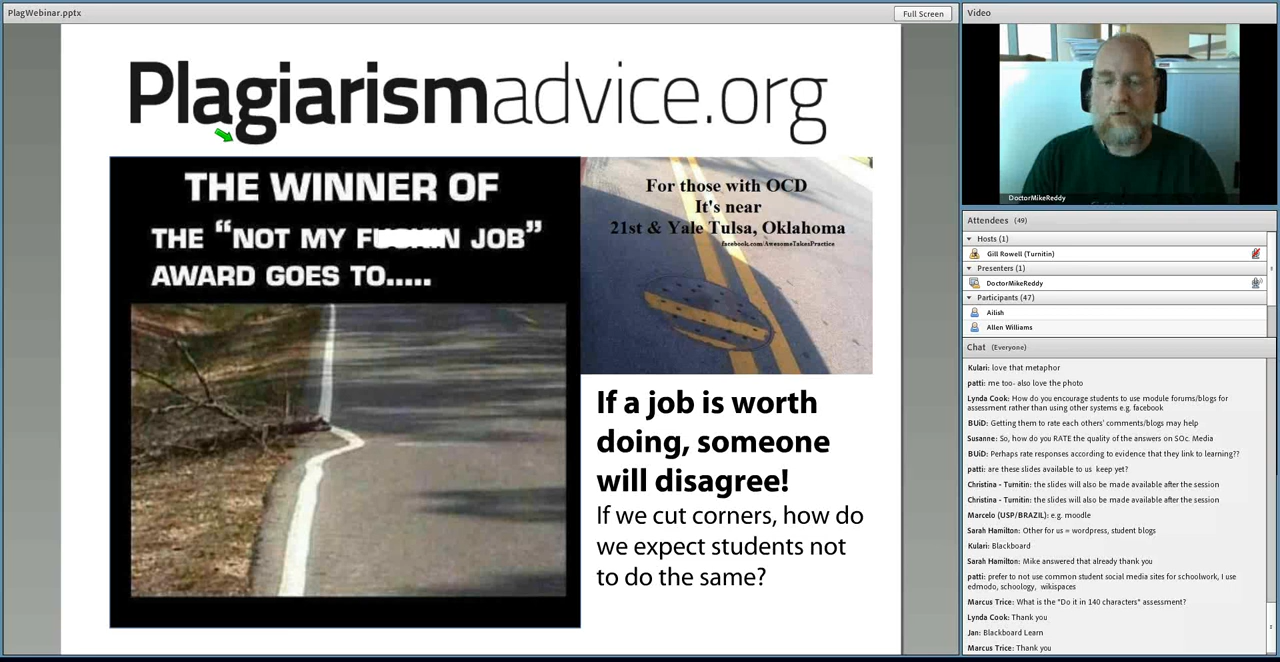 PlagWebinar.pptx
Full Screen
Plagiarismadvice.org
THE WINNER OF
THE “NOT MY FUCKIN JOB”
AWARD GOES TO.....
For those with OCD
It's near
21st & Yale Tulsa, Oklahoma
facebook.com/AwesomeTakesPractice
If a job is worth
doing, someone
will disagree!
If we cut corners, how do
we expect students not
to do the same?
Video
DoctorMikeReddy
Attendees (49)
Hosts (1)
Gill Rowell (Turnitin)
Presenters (1)
DoctorMikeReddy
Participants (47)
Ailish
Allen Williams
Chat (Everyone)
Kulari: love that metaphor
patti: me too- also love the photo
Lynda Cook: How do you encourage students to use module forums/blogs for
assessment rather than using other systems e.g. facebook
BUiD: Getting them to rate each others' comments/blogs may help
Susanne: So, how do you RATE the quality of the answers on SOc. Media
BUiD: Perhaps rate responses according to evidence that they link to learning??
patti: are these slides available to us keep yet?
Christina - Turnitin: the slides will also be made available after the session
Christina - Turnitin: the slides will also be made available after the session
Marcelo (USP/BRAZIL): e.g. moodle
Sarah Hamilton: Other for us = wordpress, student blogs
Kulari: Blackboard
Sarah Hamilton: Mike answered that already thank you
patti: prefer to not use common student social media sites for schoolwork, I use
edmodo, schoology, wikispaces
Marcus Trice: What is the "Do it in 140 characters" assessment?
Lynda Cook: Thank you
Jan: Blackboard Learn
Marcus Trice: Thank you